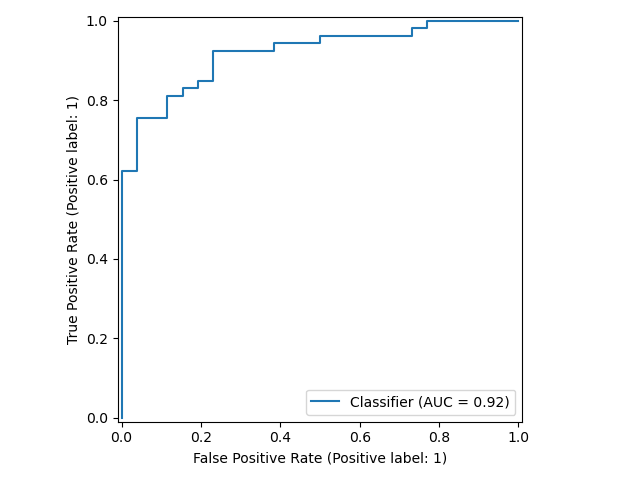 1.0
0.8
0.6
0.4
0.2
0.0
True Positive Rate (Positive label: 1)
Classifier (AUC = 0.92)
0.0 0.2 0.4 0.6 0.8 1.0
False Positive Rate (Positive label: 1)